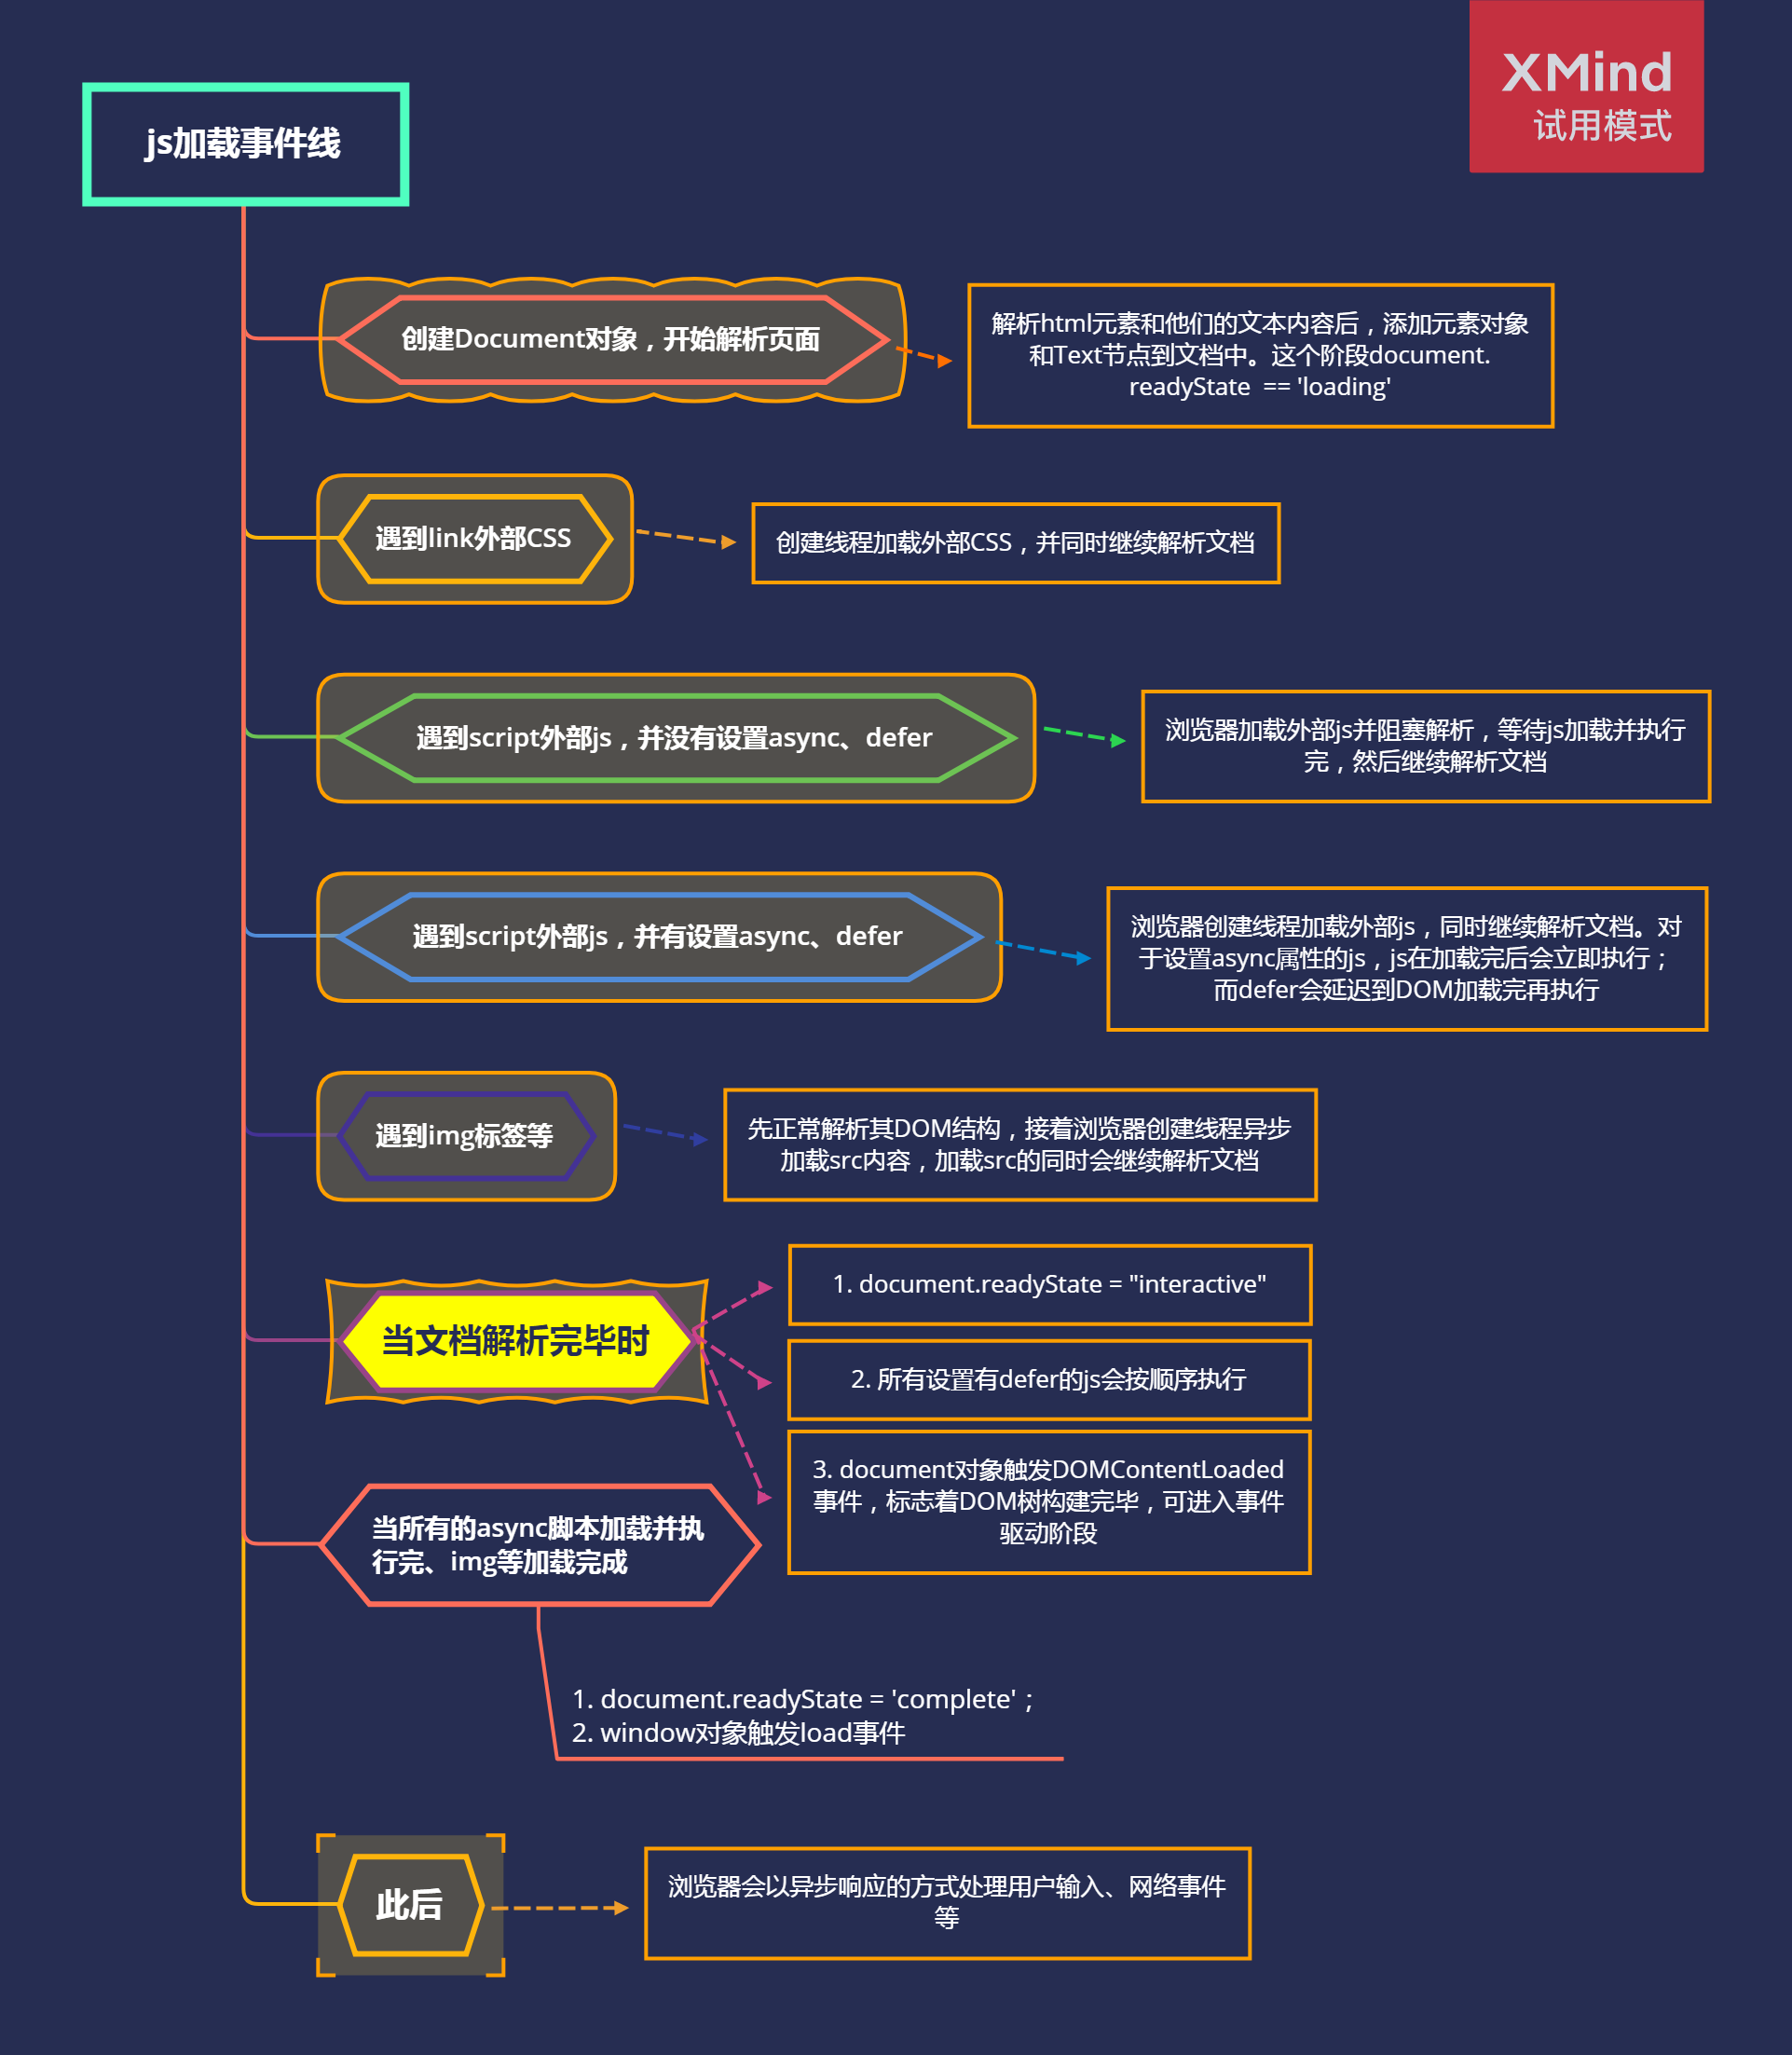 XMind
试用模式
js加载事件线
创建Document对象，开始解析页面
解析html元素和他们的文本内容后，添加元素对象
和Text节点到文档中。这个阶段document.
readyState == 'loading'
遇到link外部CSS
创建线程加载外部CSS，并同时继续解析文档
遇到script外部js，并没有设置async、defer
浏览器加载外部js并阻塞解析，等待js加载并执行
完，然后继续解析文档
遇到script外部js，并有设置async、defer
浏览器创建线程加载外部js，同时继续解析文档。对
于设置async属性的js，js在加载完后会立即执行；
而defer会延迟到DOM加载完再执行
遇到img标签等
先正常解析其DOM结构，接着浏览器创建线程异步
加载src内容，加载src的同时会继续解析文档
当文档解析完毕时
1. document.readyState = "interactive"
2. 所有设置有defer的js会按顺序执行
3. document对象触发DOMContentLoaded
事件，标志着DOM树构建完毕，可进入事件
驱动阶段
当所有的async脚本加载并执
行完、img等加载完成
1. document.readyState = 'complete'；
2. window对象触发load事件
此后
浏览器会以异步响应的方式处理用户输入、网络事件
等